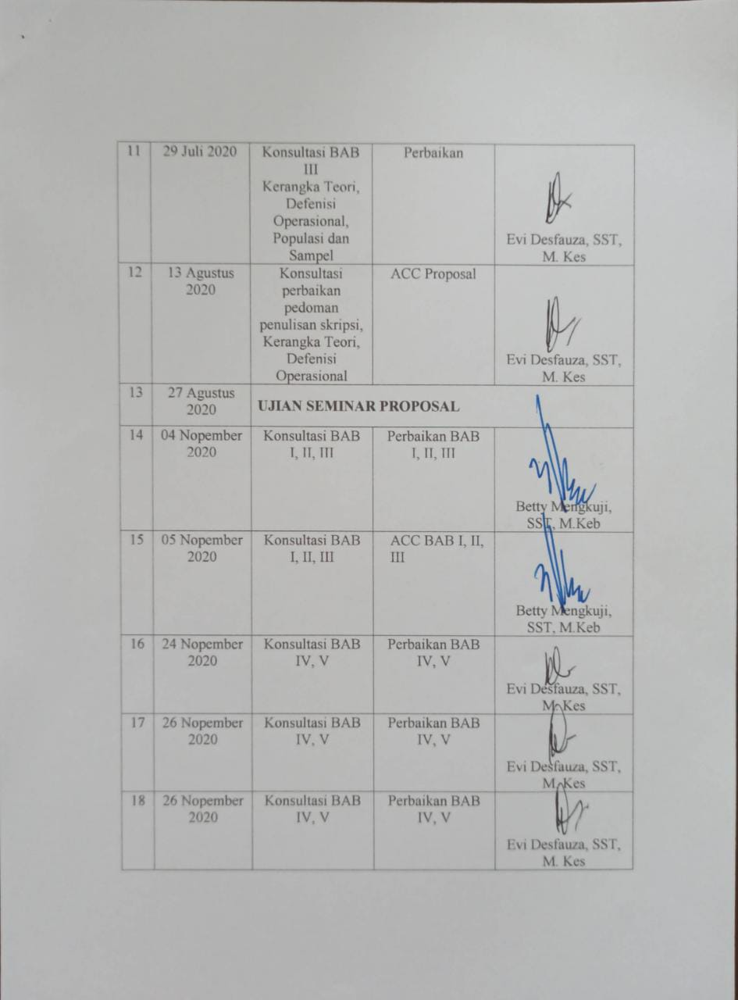 11 29 Juli 2020 Konsultasi BAB Perbaikan
III
Kerangka Teori,
Defenisi
Operasional,
Populasi dan
Sampel
Evi Desfauza, SST,
M. Kes
12 13 Agustus Konsultasi ACC Proposal
2020 perbaikan
pedoman
penulisan skripsi,
Kerangka Teori,
Defenisi
Operasional
Evi Desfauza, SST,
M. Kes
13 27 Agustus
2020
UJIAN SEMINAR PROPOSAL
14 04 Nopember Konsultasi BAB Perbaikan BAB
2020 I, II, III I, II, III
Betty Mengkuji,
SST, M.Keb
15 05 Nopember Konsultasi BAB ACC BAB I, II,
2020 I, II, III III
Betty Mengkuji,
SST, M.Keb
16 24 Nopember Konsultasi BAB Perbaikan BAB
2020 IV, V IV, V
Evi Desfauza, SST,
M. Kes
17 26 Nopember Konsultasi BAB Perbaikan BAB
2020 IV, V IV, V
Evi Desfauza, SST,
M. Kes
18 26 Nopember Konsultasi BAB Perbaikan BAB
2020 IV, V IV, V
Evi Desfauza, SST,
M. Kes